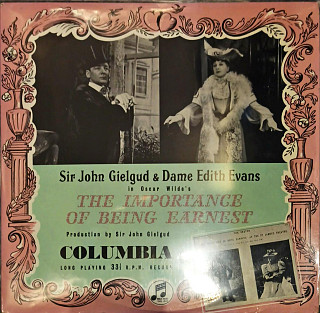 Sir John Gielgud & Dame Edith Evans
in Oscar Wilde's
THE IMPORTANCE
OF BEING EARNEST
Production by Sir John Gielgud
COLUMBIA
LONG PLAYING 33⅓ R.P.M. RECORD